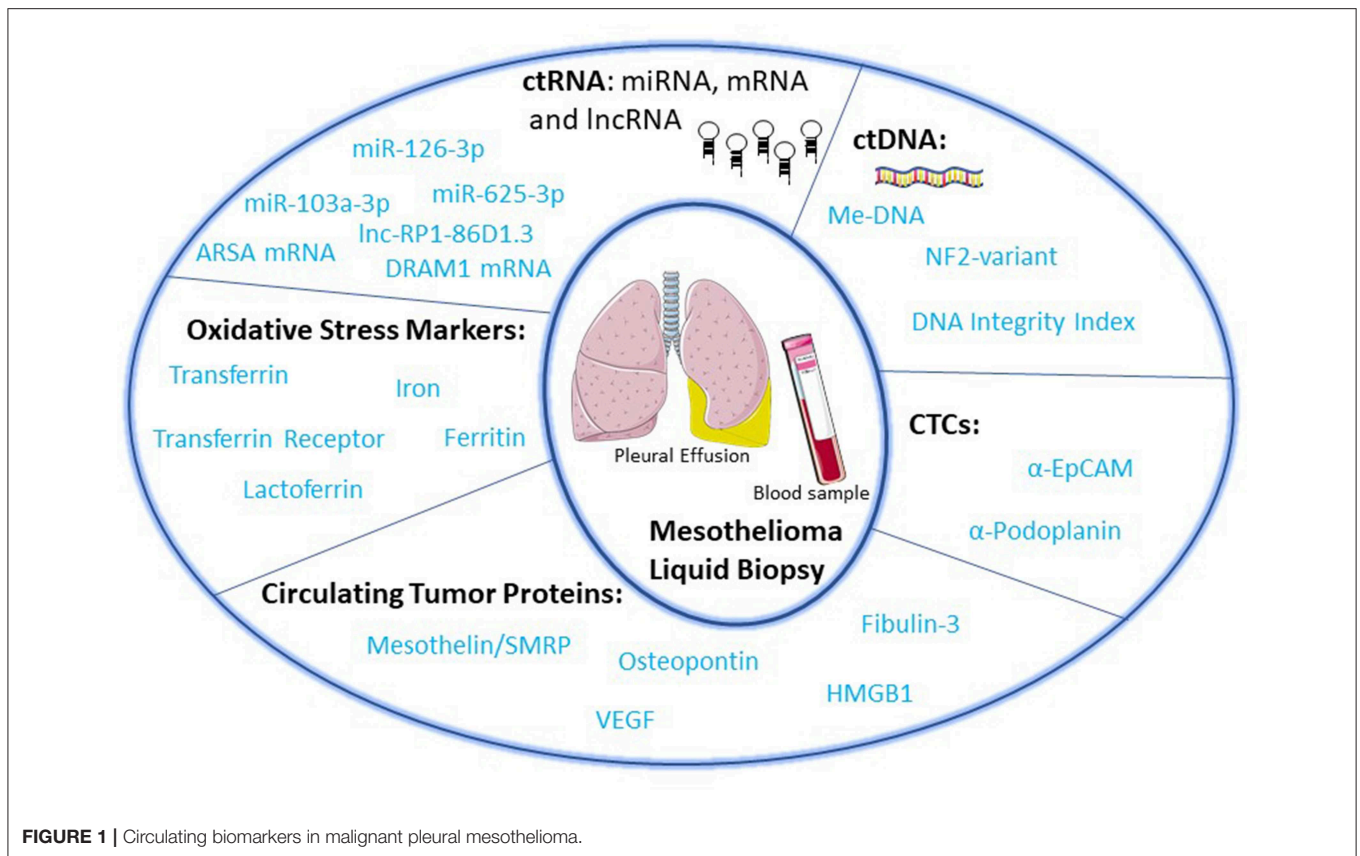 ctRNA: miRNA, mRNA
and lncRNA
miR-126-3p
miR-103a-3p
miR-625-3p
lnc-RP1-86D1.3
ARSA mRNA
DRAM1 mRNA
ctDNA:
Me-DNA
NF2-variant
DNA Integrity Index
Oxidative Stress Markers:
Transferrin
Iron
Transferrin Receptor
Ferritin
Lactoferrin
CTCs:
α-EpCAM
α-Podoplanin
Pleural Effusion
Blood sample
Mesothelioma
Liquid Biopsy
Circulating Tumor Proteins:
Mesothelin/SMRP
Osteopontin
Fibulin-3
HMGB1
VEGF
FIGURE 1 | Circulating biomarkers in malignant pleural mesothelioma.